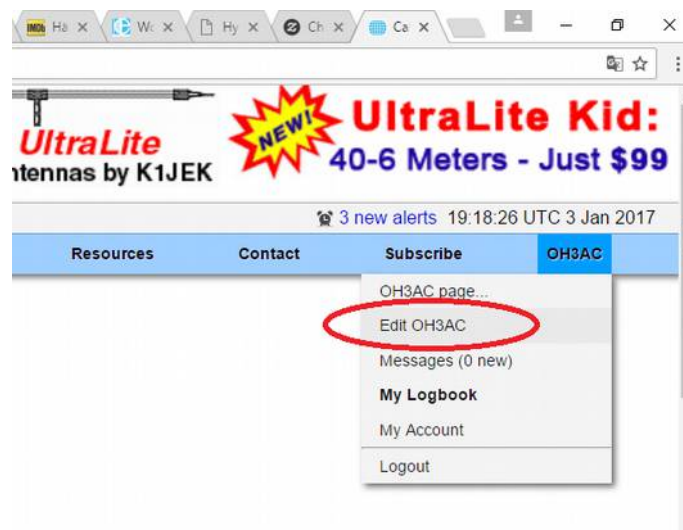 IMDb Ha
Wc
Hy
Ch
Ca
UltraLite
ntennas by K1JEK
NEW!
UltraLite Kid:
40-6 Meters - Just $99
3 new alerts 19:18:26 UTC 3 Jan 2017
Resources Contact Subscribe OH3AC
OH3AC page...
Edit OH3AC
Messages (0 new)
My Logbook
My Account
Logout